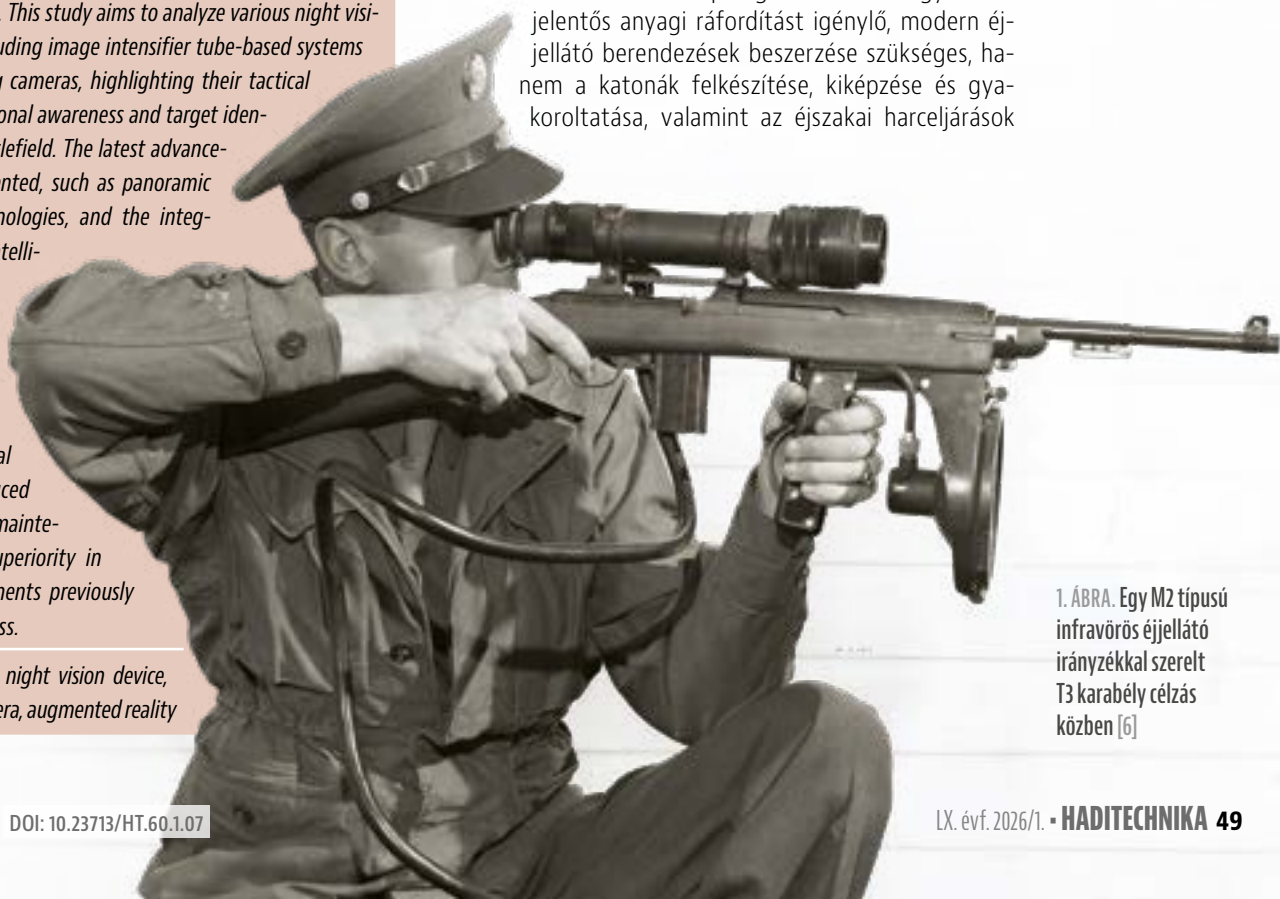 . This study aims to analyze various night visi-
uding image intensifier tube-based systems
g cameras, highlighting their tactical
onal awareness and target iden-
lefield. The latest advance-
nted, such as panoramic
nologies, and the integ-
ntelli-
al
uced
mainte-
uperiority in
ments previously
ss.
night vision device,
era, augmented reality
jelentős anyagi ráfordítást igénylő, modern éj-
jellátó berendezések beszerzése szükséges, ha-
nem a katonák felkészítése, kiképzése és gya-
koroltatása, valamint az éjszakai harceljárások
1. ÁBRA. Egy M2 típusú
infravörös éjjellátó
irányzékkal szerelt
T3 karabély célzás
közben [6]
DOI: 10.23713/HT.60.1.07
LX. évf. 2026/1. ▪ HADITECHNIKA 49